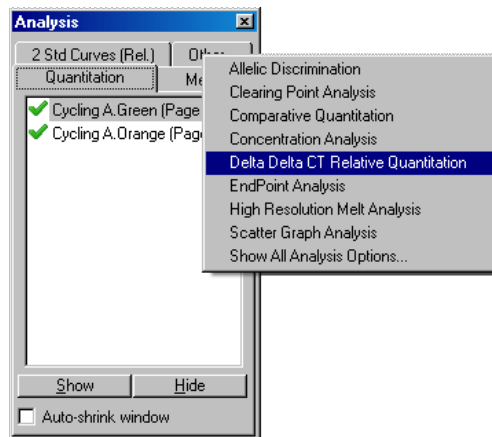 Analysis
2 Std Curves (Rel.)
Quantitation
Cycling A.Green (Page
Cycling A.Orange (Pag
Allelic Discrimination
Clearing Point Analysis
Comparative Quantitation
Concentration Analysis
Delta Delta CT Relative Quantitation
EndPoint Analysis
High Resolution Melt Analysis
Scatter Graph Analysis
Show All Analysis Options...
Show Hide
Auto-shrink window